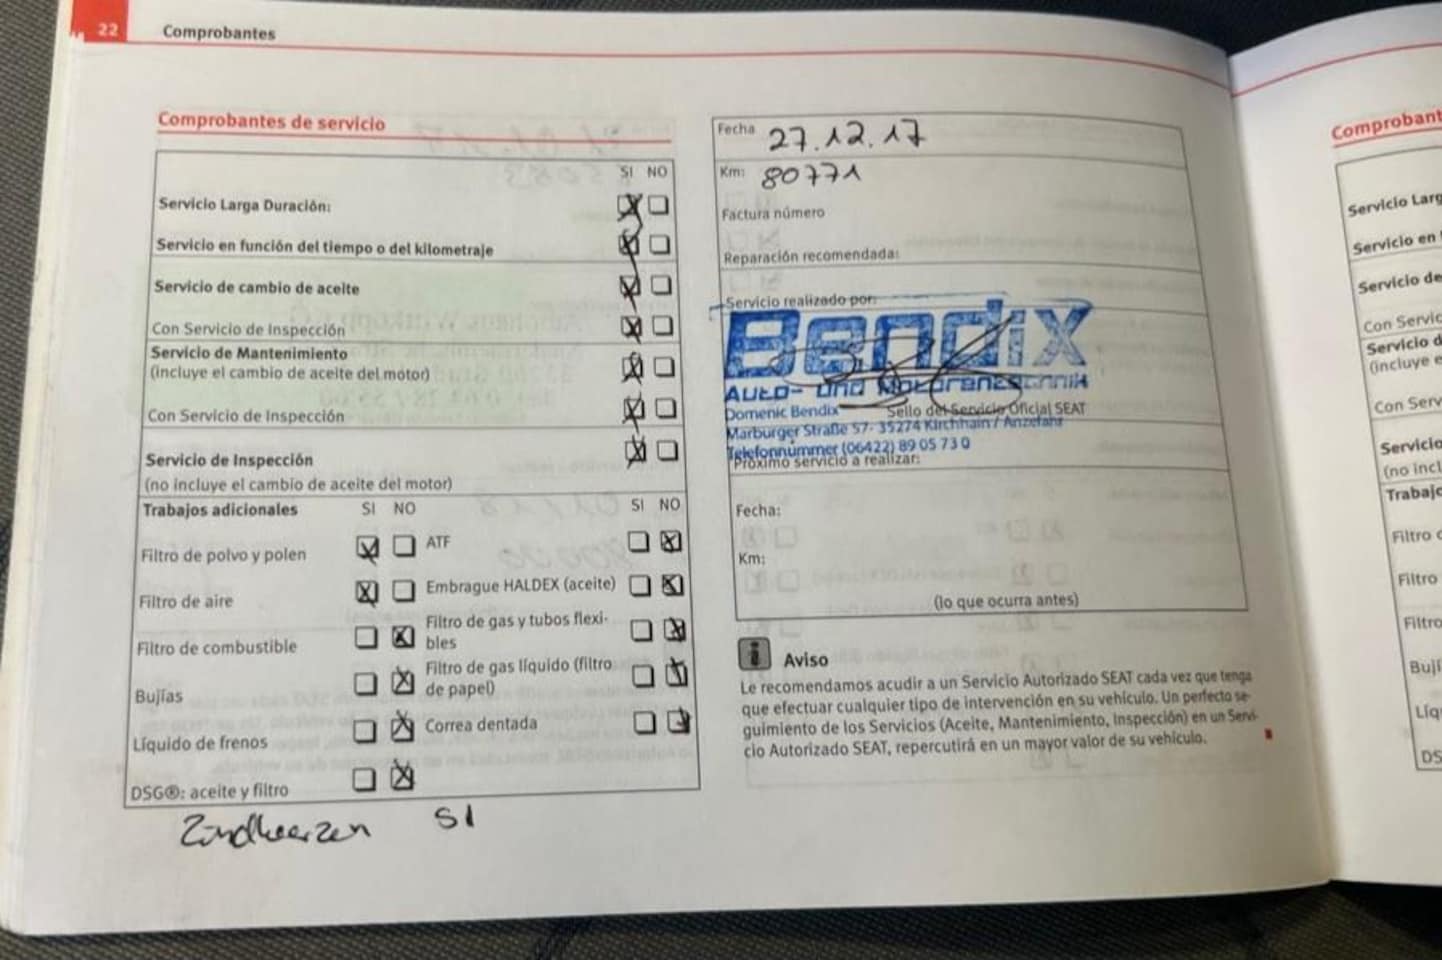 22 Comprobantes
Comprobantes de servicio
SI NO
Servicio Larga Duración:
Servicio en función del tiempo o del kilometraje
Servicio de cambio de aceite
Con Servicio de Inspección
Servicio de Mantenimiento
(incluye el cambio de aceite del motor)
Con Servicio de Inspección
Servicio de Inspección
(no incluye el cambio de aceite del motor)
Trabajos adicionales SI NO SI NO
Filtro de polvo y polen
Filtro de aire
Filtro de combustible
Bujías
Líquido de frenos
DSG®: aceite y filtro
ATF
Embrague HALDEX (aceite)
Filtro de gas y tubos flexi-
bles
Filtro de gas líquido (filtro
de papel)
Correa dentada
Zündkerzen SI
Fecha 27.12.17
Km: 80771
Factura número
Reparación recomendada:
Servicio realizado por:
Bendix
Auto- und Motorentechnik
Domenic Bendix
Sello del Servicio Oficial SEAT
Marburger Straße 57· 35274 Kirchhain / Anzefahr
Telefonnummer (06422) 89 05 73 0
Próximo servicio a realizar:
Fecha:
Km:
(lo que ocurra antes)
i Aviso
Le recomendamos acudir a un Servicio Autorizado SEAT cada vez que tenga
que efectuar cualquier tipo de intervención en su vehículo. Un perfecto se-
guimiento de los Servicios (Aceite, Mantenimiento, Inspección) en un Servi-
cio Autorizado SEAT, repercutirá en un mayor valor de su vehículo.
Comprobant
Servicio Larg
Servicio en
Servicio de
Con Servic
Servicio d
(incluye e
Con Serv
Servicio
(no incl
Trabajo
Filtro d
Filtro
Filtro
Bují
Líq
DS